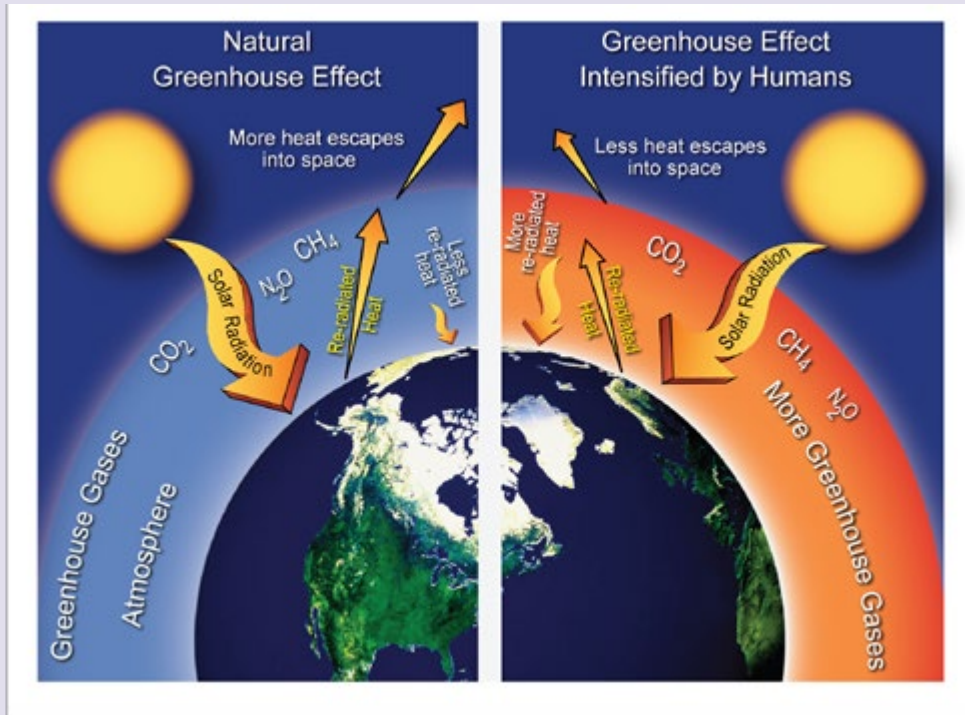 Natural
Greenhouse Effect
More heat escapes
into space
Solar Radiation
Re-radiated
Heat
Less
re-radiated
heat
CO2
N2O
CH4
Greenhouse Gases
Atmosphere
Greenhouse Effect
Intensified by Humans
Less heat escapes
into space
More
re-radiated
heat
Re-radiated
Heat
Solar Radiation
CO2
CH4
N2O
More Greenhouse Gases